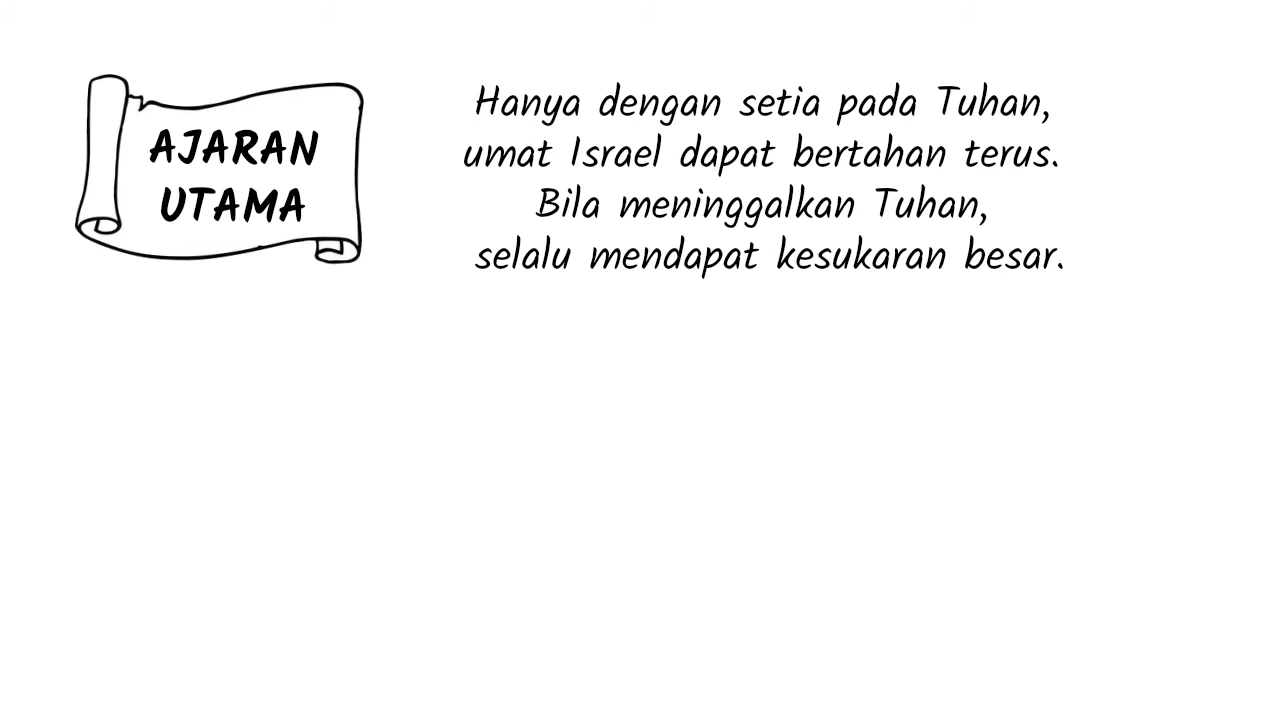 AJARAN
UTAMA
Hanya dengan setia pada Tuhan,
umat Israel dapat bertahan terus.
Bila meninggalkan Tuhan,
selalu mendapat kesukaran besar.